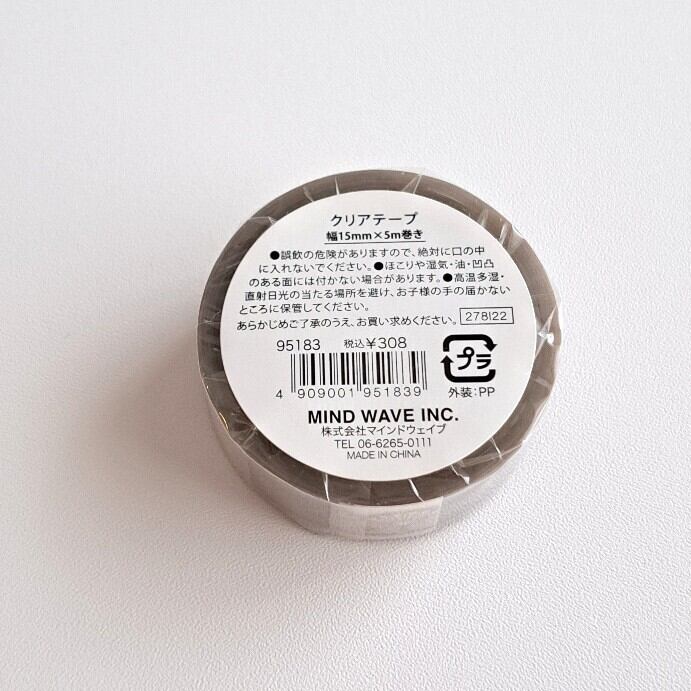 クリアテープ
幅15mm×5m巻き
●誤飲の危険がありますので、絶対に口の中
に入れないでください。●ほこりや湿気・油・凹凸
のある面には付かない場合があります。●高温多湿・
直射日光の当たる場所を避け、お子様の手の届かない
ところに保管してください。
あらかじめご了承のうえ、お買い求めください。 278I22
95183 税込¥308
4 909001 951839
プラ
外装:PP
MIND WAVE INC.
株式会社マインドウェイブ
TEL 06-6265-0111
MADE IN CHINA